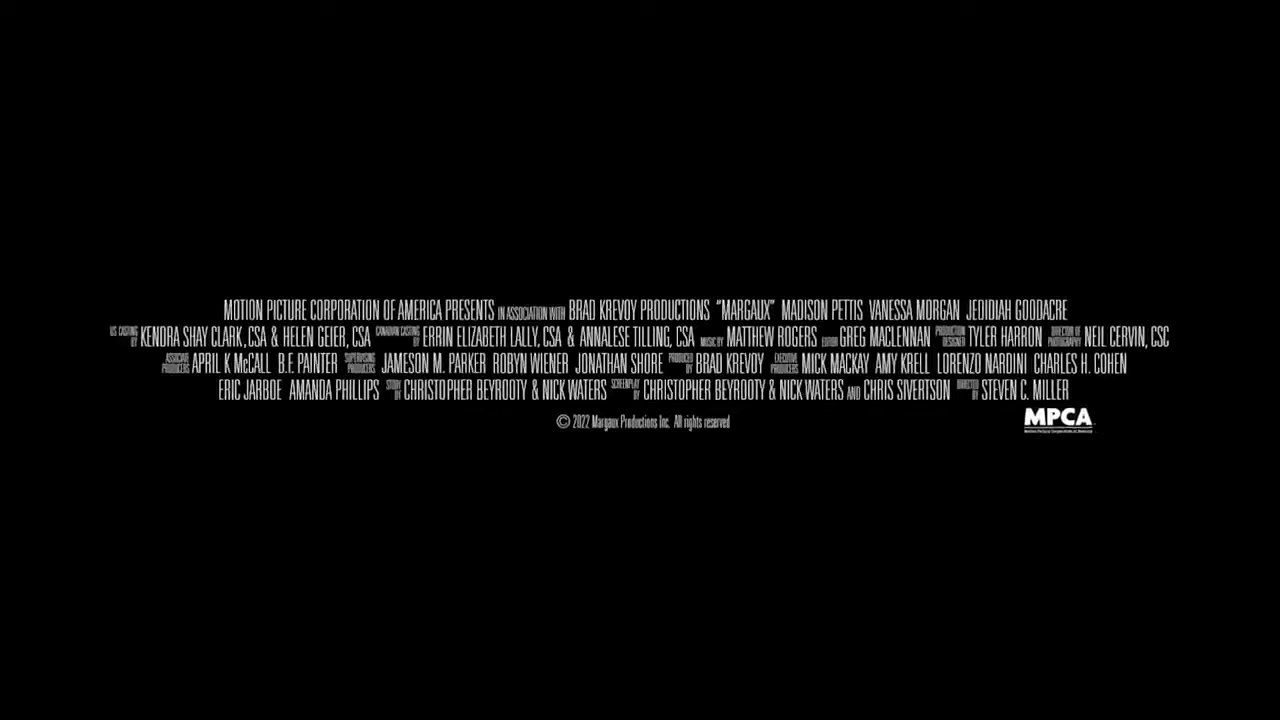 MOTION PICTURE CORPORATION OF AMERICA PRESENTS IN ASSOCIATION WITH BRAD KREVOY PRODUCTIONS "MARGAUX" MADISON PETTIS VANESSA MORGAN JEDIDIAH GOODACRE
US CASTING BY KENDRA SHAY CLARK, CSA & HELEN GEIER, CSA CANADIAN CASTING BY ERRIN ELIZABETH LALLY, CSA & ANNALESE TILLING, CSA MUSIC BY MATTHEW ROGERS EDITOR GREG MACLENNAN PRODUCTION DESIGNER TYLER HARRON DIRECTOR OF PHOTOGRAPHY NEIL CERVIN, CSC
ASSOCIATE PRODUCERS APRIL K McCALL B.F. PAINTER SUPERVISING PRODUCERS JAMESON M. PARKER ROBYN WIENER JONATHAN SHORE PRODUCED BY BRAD KREVOY EXECUTIVE PRODUCERS MICK MACKAY AMY KRELL LORENZO NARDINI CHARLES H. COHEN
ERIC JARBOE AMANDA PHILLIPS STORY BY CHRISTOPHER BEYROOTY & NICK WATERS SCREENPLAY BY CHRISTOPHER BEYROOTY & NICK WATERS AND CHRIS SIVERTSON DIRECTED BY STEVEN C. MILLER
© 2022 Margaux Productions Inc. All rights reserved
MPCA
Motion Picture Corporation of America